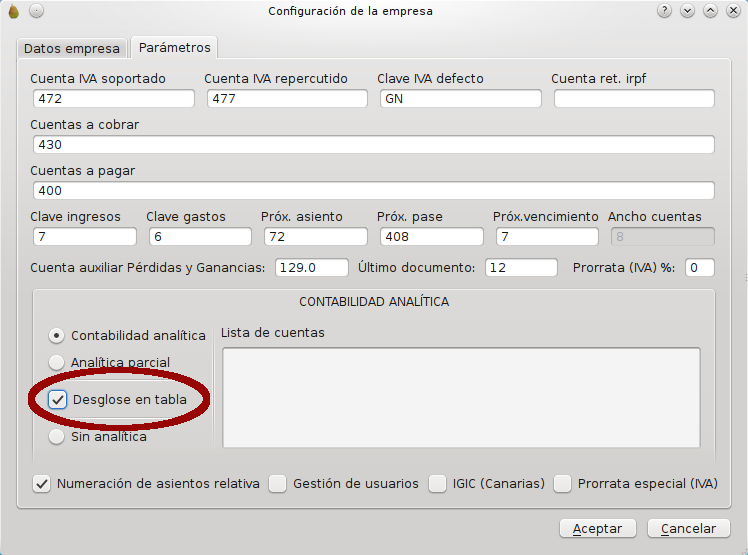 Configuración de la empresa
Datos empresa Parámetros
Cuenta IVA soportado Cuenta IVA repercutido Clave IVA defecto Cuenta ret. irpf
472 477 GN
Cuentas a cobrar
430
Cuentas a pagar
400
Clave ingresos Clave gastos Próx. asiento Próx. pase Próx.vencimiento Ancho cuentas
7 6 72 408 7 8
Cuenta auxiliar Pérdidas y Ganancias: 129.0 Último documento: 12 Prorrata (IVA) %: 0
CONTABILIDAD ANALÍTICA
Contabilidad analítica Lista de cuentas
Analítica parcial
Desglose en tabla
Sin analítica
Numeración de asientos relativa Gestión de usuarios IGIC (Canarias) Prorrata especial (IVA)
Aceptar Cancelar